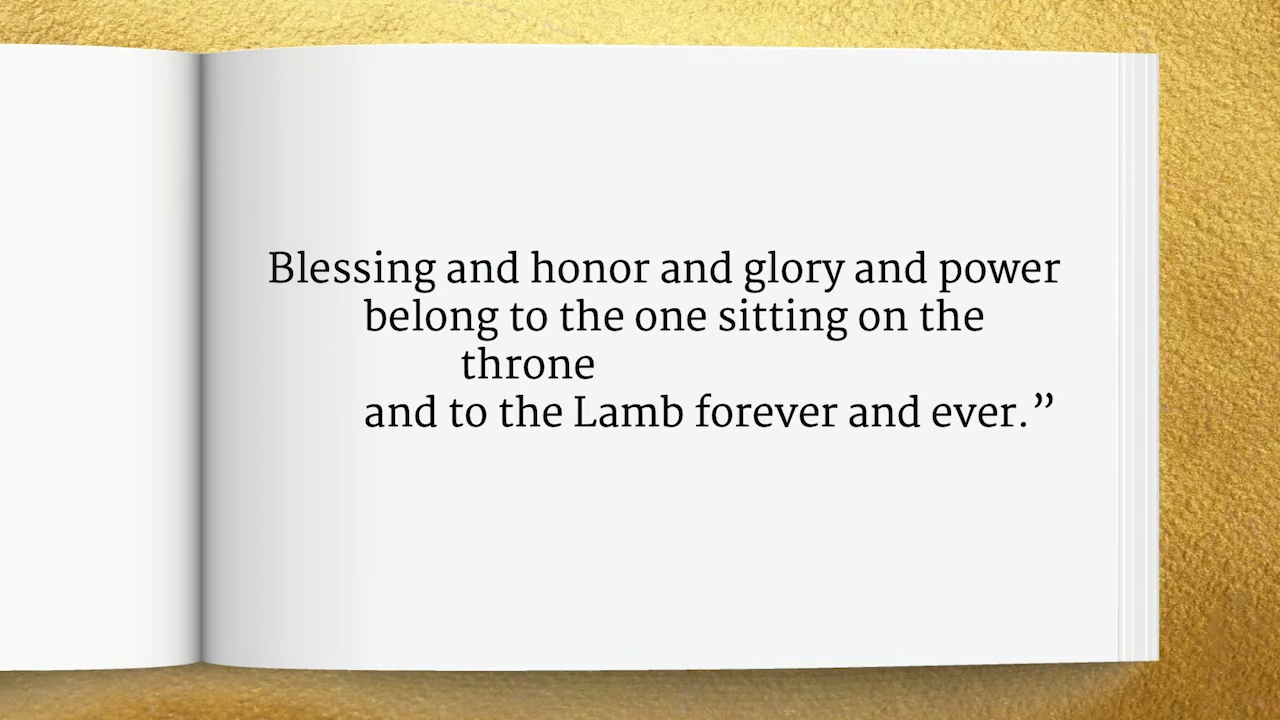 Blessing and honor and glory and power
belong to the one sitting on the
throne
and to the Lamb forever and ever.”